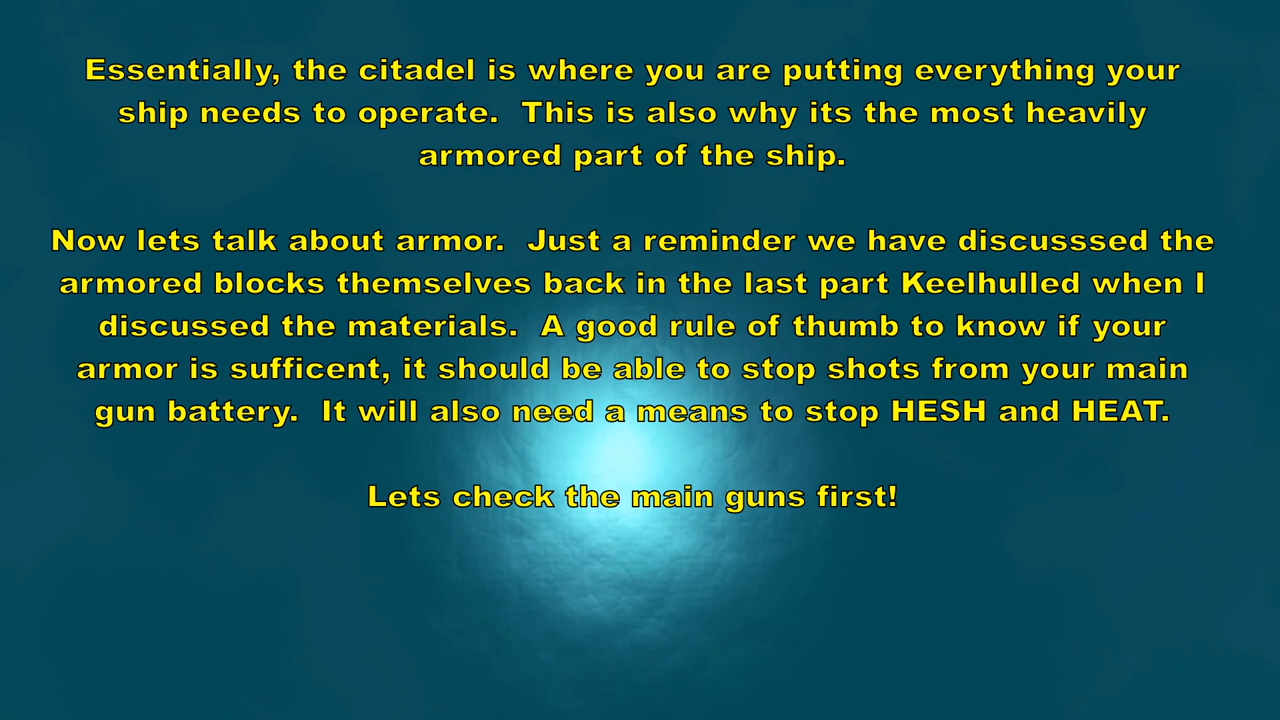 Essentially, the citadel is where you are putting everything your
ship needs to operate.  This is also why its the most heavily
armored part of the ship.
Now lets talk about armor.  Just a reminder we have discusssed the
armored blocks themselves back in the last part Keelhulled when I
discussed the materials.  A good rule of thumb to know if your
armor is sufficent, it should be able to stop shots from your main
gun battery.  It will also need a means to stop HESH and HEAT.
Lets check the main guns first!